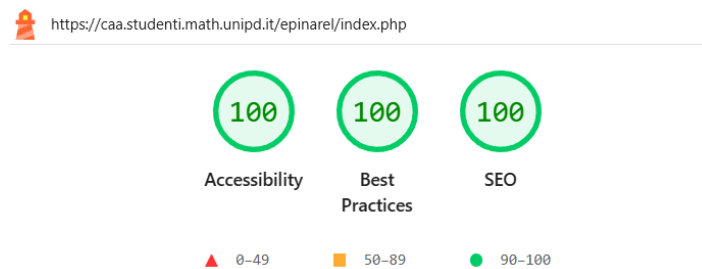 https://caa.studenti.math.unipd.it/epinarel/index.php
100 100 100
Accessibility Best Practices SEO
0–49 50–89 90–100